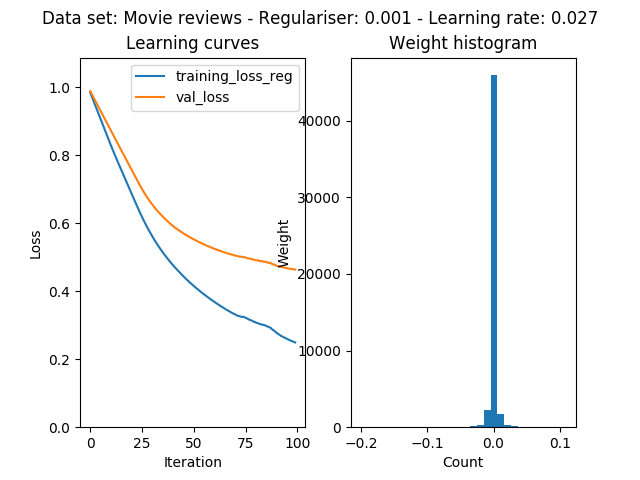 Data set: Movie reviews - Regulariser: 0.001 - Learning rate: 0.027
Learning curves
training_loss_reg
val_loss
1.0
0.8
0.6
0.4
0.2
0.0
Loss
0
25
50
75
100
Iteration
Weight histogram
40000
30000
20000
10000
0
Weight
−0.2
−0.1
0.0
0.1
Count